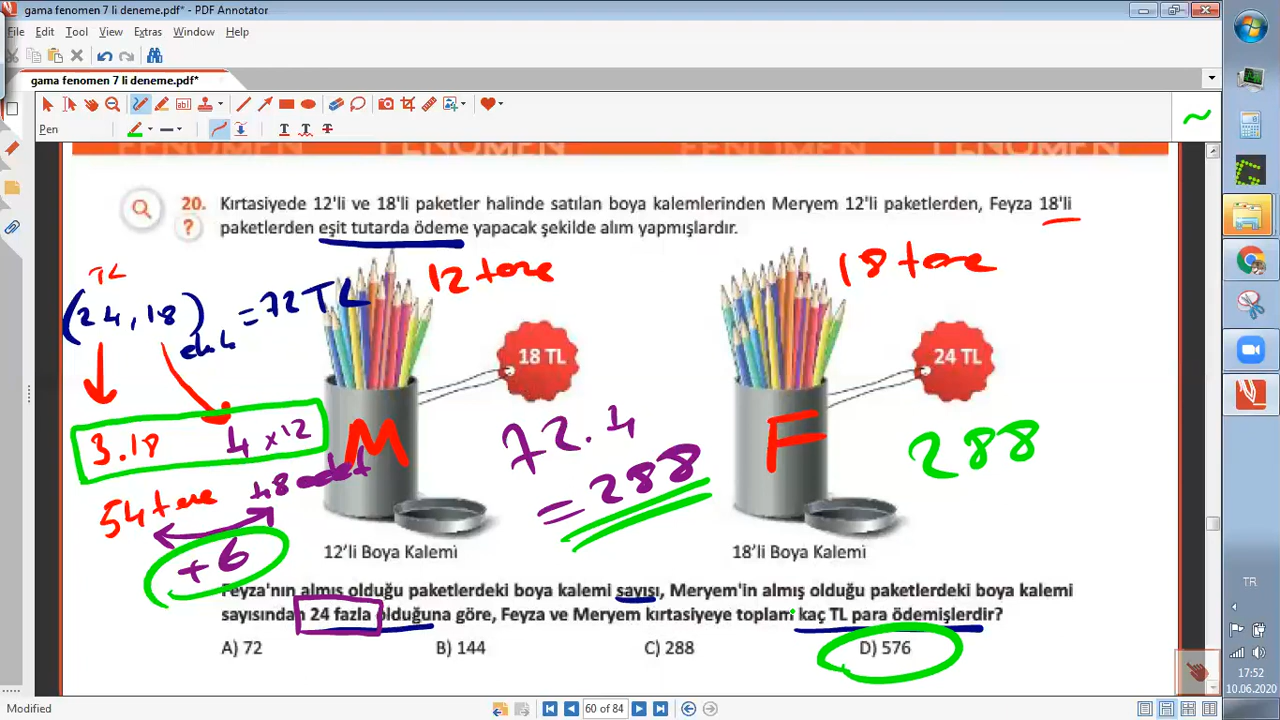 gama fenomen 7 li deneme.pdf* - PDF Annotator
File Edit Tool View Extras Window Help
gama fenomen 7 li deneme.pdf*
Pen
20. Kırtasiyede 12'li ve 18'li paketler halinde satılan boya kalemlerinden Meryem 12'li paketlerden, Feyza 18'li
? paketlerden eşit tutarda ödeme yapacak şekilde alım yapmışlardır.
TL
12 tane
18 tane
(24, 18) = 72 TL
ekok
18 TL
24 TL
3.18 4 x12
M
72.4
F
288
54 tane 48 adet
= 288
+6
12'li Boya Kalemi 18'li Boya Kalemi
Feyza'nın almış olduğu paketlerdeki boya kalemi sayısı, Meryem'in almış olduğu paketlerdeki boya kalemi
sayısından 24 fazla olduğuna göre, Feyza ve Meryem kırtasiyeye toplam kaç TL para ödemişlerdir?
A) 72 B) 144 C) 288 D) 576
Modified
60 of 84
TR
17:52
10.06.2020